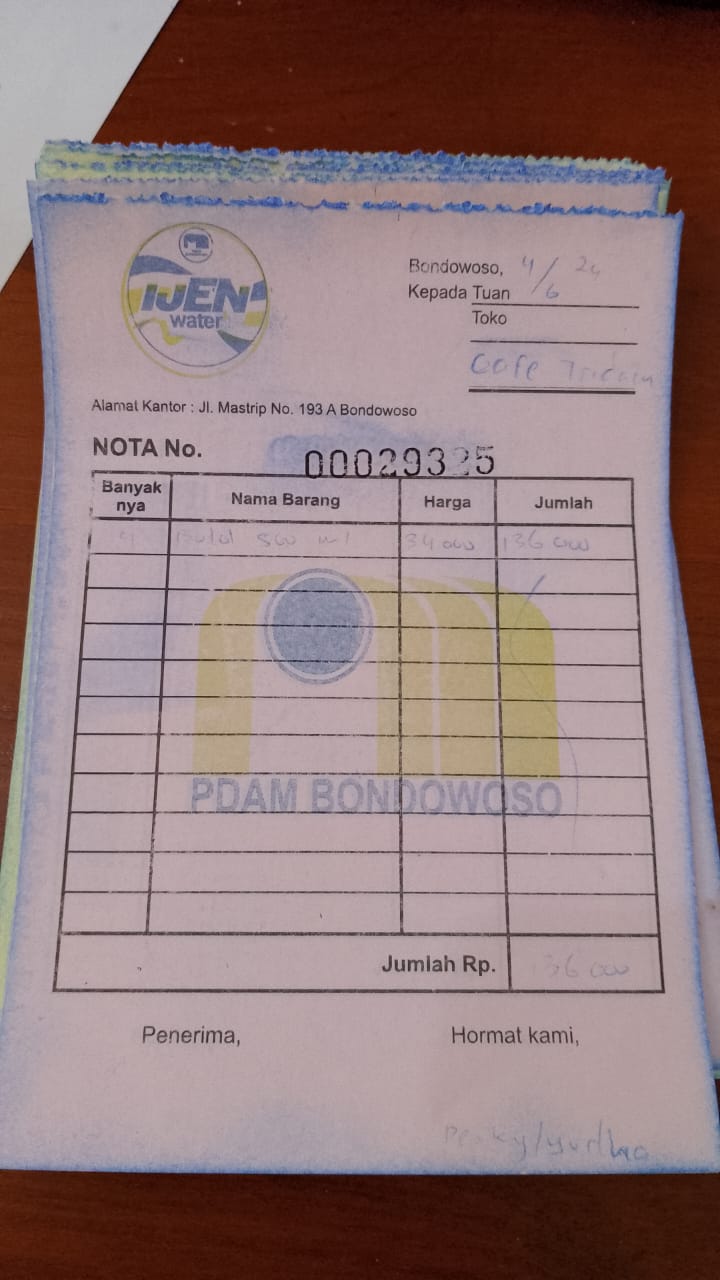 IJEN
water
Bondowoso, 4/6 24
Kepada Tuan
Toko
Cafe
Alamat Kantor : Jl. Mastrip No. 193 A Bondowoso
NOTA No. 00029325
Banyak nya Nama Barang Harga Jumlah
4 Botol 500 ml 34 000 136 000
PDAM BONDOWOSO
Jumlah Rp. 136 000
Penerima, Hormat kami,